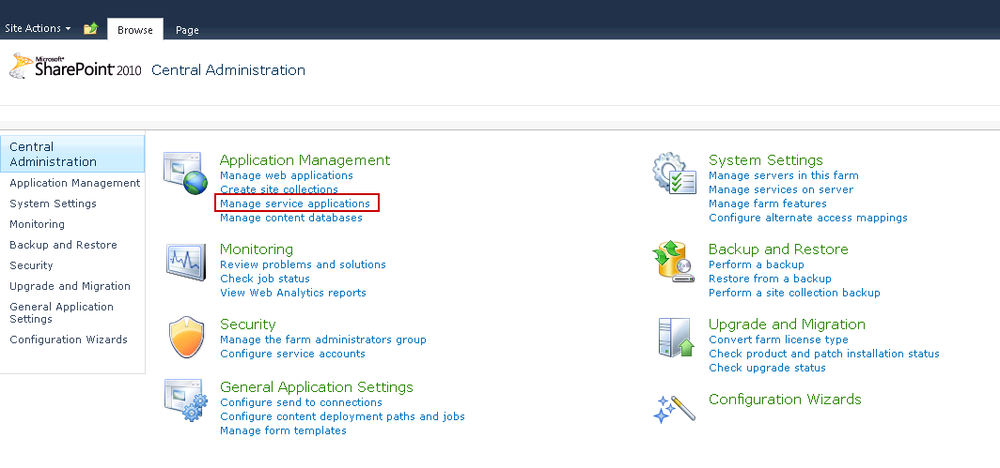 Site Actions
Browse
Page
Microsoft®
SharePoint® 2010
Central Administration
Central
Administration
Application Management
System Settings
Monitoring
Backup and Restore
Security
Upgrade and Migration
General Application
Settings
Configuration Wizards
Application Management
Manage web applications
Create site collections
Manage service applications
Manage content databases
Monitoring
Review problems and solutions
Check job status
View Web Analytics reports
Security
Manage the farm administrators group
Configure service accounts
General Application Settings
Configure send to connections
Configure content deployment paths and jobs
Manage form templates
System Settings
Manage servers in this farm
Manage services on server
Manage farm features
Configure alternate access mappings
Backup and Restore
Perform a backup
Restore from a backup
Perform a site collection backup
Upgrade and Migration
Convert farm license type
Check product and patch installation status
Check upgrade status
Configuration Wizards